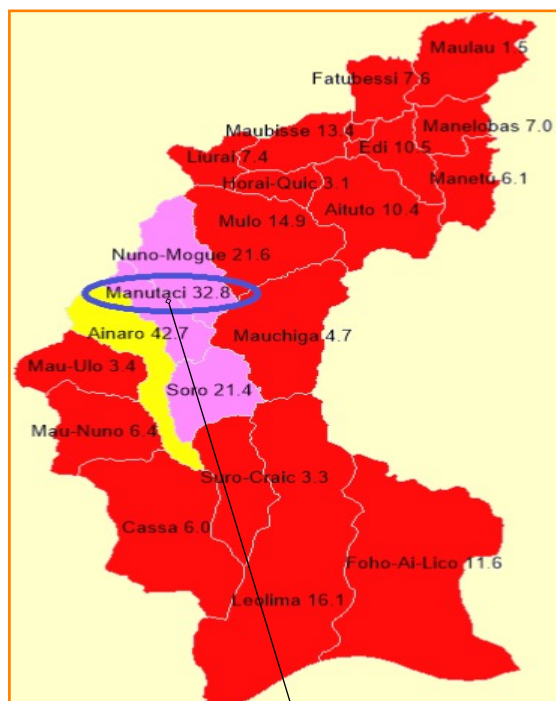 Maulau 1.5
Fatubessi 7.6
Maubisse 13.4
Manelobas 7.0
Edi 10.5
Liurai 7.4
Horai-Quic 3.1
Manetu 6.1
Mulo 14.9
Aituto 10.4
Nuno-Mogue 21.6
Manutaci 32.8
Ainaro 42.7
Mauchiga 4.7
Mau-Ulo 3.4
Soro 21.4
Mau-Nuno 6.4
Suro-Craic 3.3
Cassa 6.0
Foho-Ai-Lico 11.6
Leolima 16.1